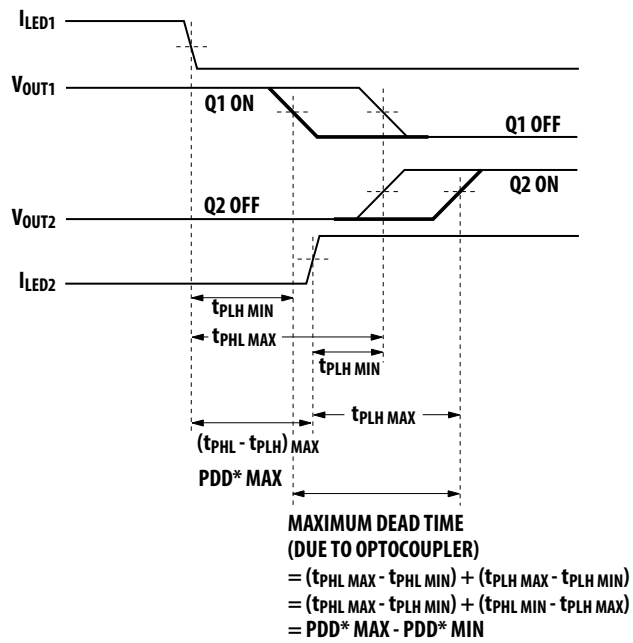 ILED1
VOUT1
Q1 ON
Q1 OFF
Q2 OFF
Q2 ON
VOUT2
ILED2
tPLH MIN
tPHL MAX
tPLH MIN
tPLH MAX
(tPHL - tPLH) MAX
PDD* MAX
MAXIMUM DEAD TIME
(DUE TO OPTOCOUPLER)
= (tPHL MAX - tPHL MIN) + (tPLH MAX - tPLH MIN)
= (tPHL MAX - tPLH MIN) + (tPHL MIN - tPLH MAX)
= PDD* MAX - PDD* MIN